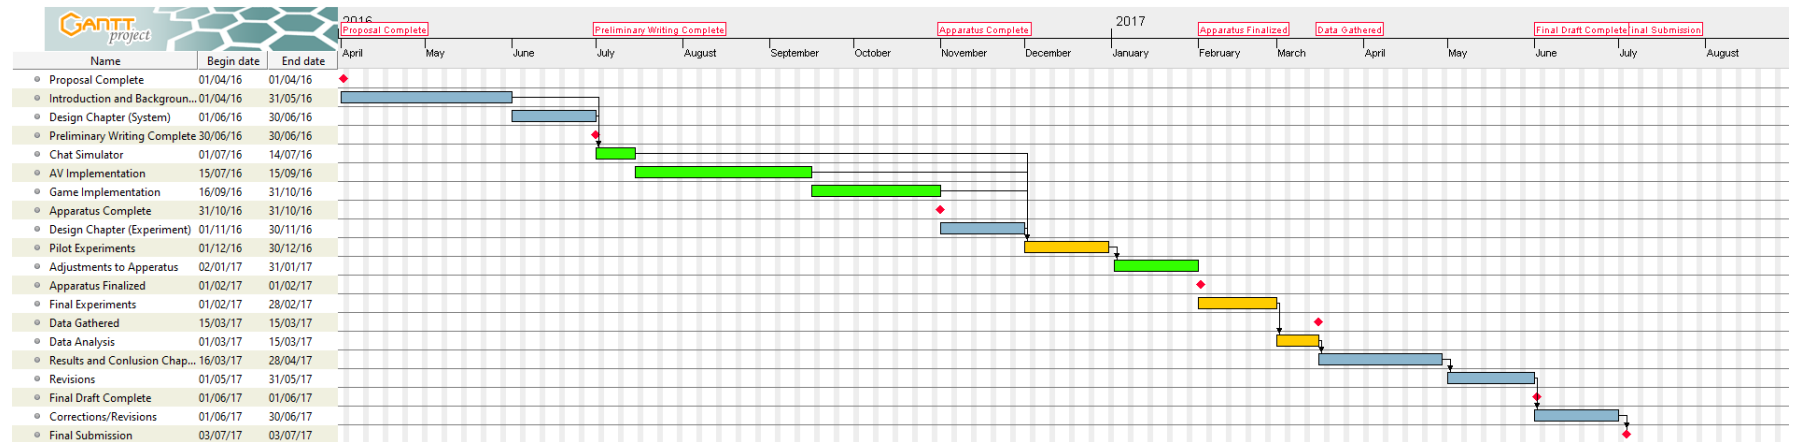 GANTT
project
2016
2017
Proposal Complete
Preliminary Writing Complete
Apparatus Complete
Apparatus Finalized
Data Gathered
Final Draft Complete
inal Submission
April May June July August September October November December January February March April May June July August
Name Begin date End date
Proposal Complete 01/04/16 01/04/16
Introduction and Backgroun... 01/04/16 31/05/16
Design Chapter (System) 01/06/16 30/06/16
Preliminary Writing Complete 30/06/16 30/06/16
Chat Simulator 01/07/16 14/07/16
AV Implementation 15/07/16 15/09/16
Game Implementation 16/09/16 31/10/16
Apparatus Complete 31/10/16 31/10/16
Design Chapter (Experiment) 01/11/16 30/11/16
Pilot Experiments 01/12/16 30/12/16
Adjustments to Apperatus 02/01/17 31/01/17
Apparatus Finalized 01/02/17 01/02/17
Final Experiments 01/02/17 28/02/17
Data Gathered 15/03/17 15/03/17
Data Analysis 01/03/17 15/03/17
Results and Conlusion Chap... 16/03/17 28/04/17
Revisions 01/05/17 31/05/17
Final Draft Complete 01/06/17 01/06/17
Corrections/Revisions 01/06/17 30/06/17
Final Submission 03/07/17 03/07/17